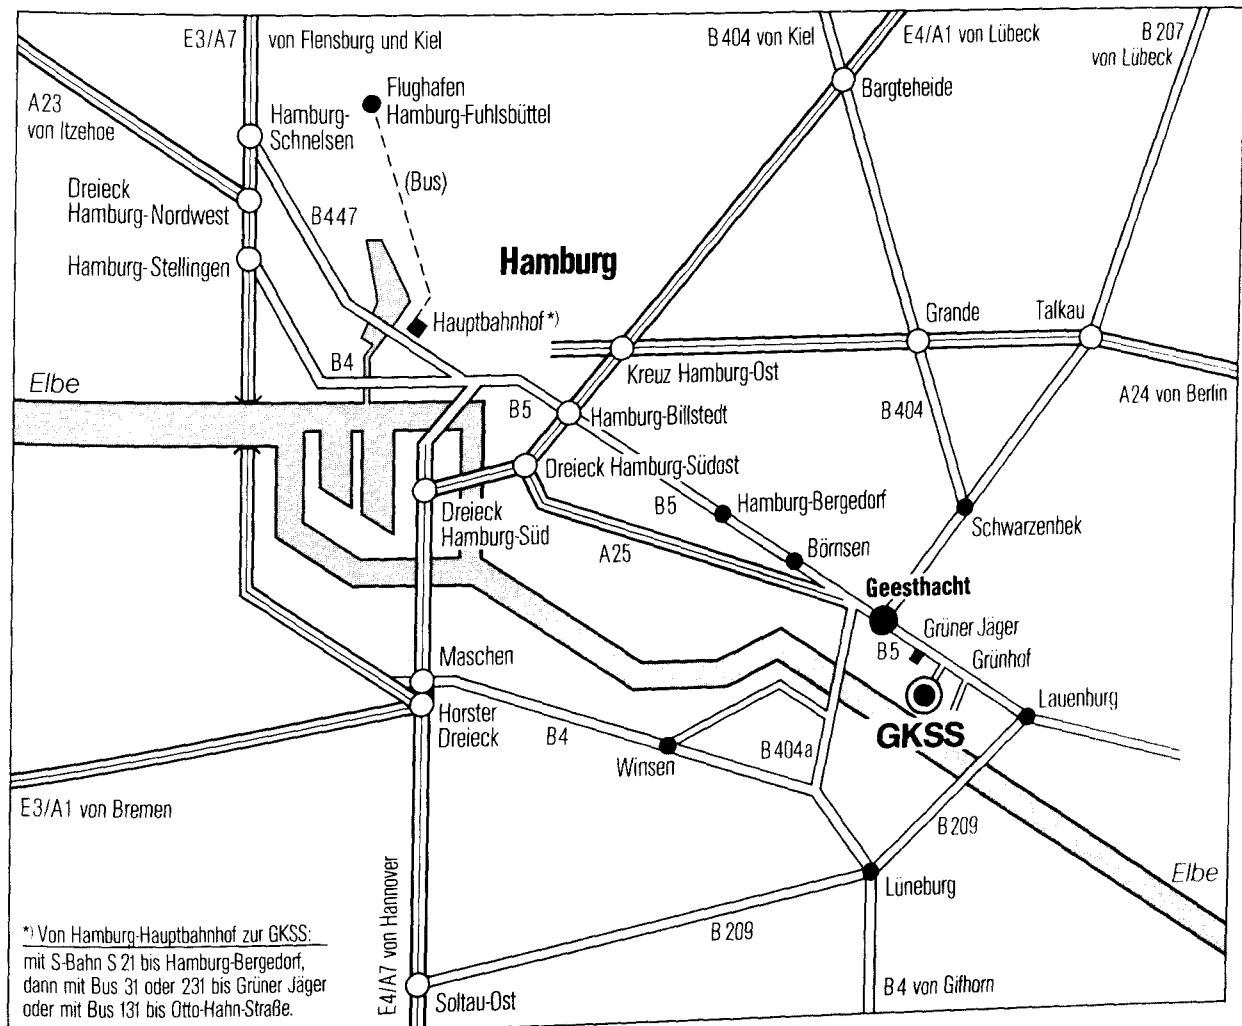 E3/A7
von Flensburg und Kiel
B 404 von Kiel
E4/A1 von Lübeck
B 207
von Lübeck
A23
von Itzehoe
Flughafen
Hamburg-Fuhlsbüttel
Bargteheide
Hamburg-
Schnelsen
(Bus)
Dreieck
Hamburg-Nordwest
B447
Hamburg-Stellingen
Hamburg
Hauptbahnhof*)
Grande
Talkau
B4
Kreuz Hamburg-Ost
Elbe
B5
Hamburg-Billstedt
B404
A24 von Berlin
Dreieck Hamburg-Südost
B5
Hamburg-Bergedorf
Dreieck
Hamburg-Süd
A25
Börnsen
Schwarzenbek
Geesthacht
Grüner Jäger
B5
Grünhof
Maschen
Lauenburg
Horster
Dreieck
B4
Winsen
B404a
GKSS
E3/A1 von Bremen
B209
Elbe
Lüneburg
E4/A7 von Hannover
B 209
Soltau-Ost
B4 von Gifhorn
*) Von Hamburg-Hauptbahnhof zur GKSS:
mit S-Bahn S 21 bis Hamburg-Bergedorf,
dann mit Bus 31 oder 231 bis Grüner Jäger
oder mit Bus 131 bis Otto-Hahn-Straße.